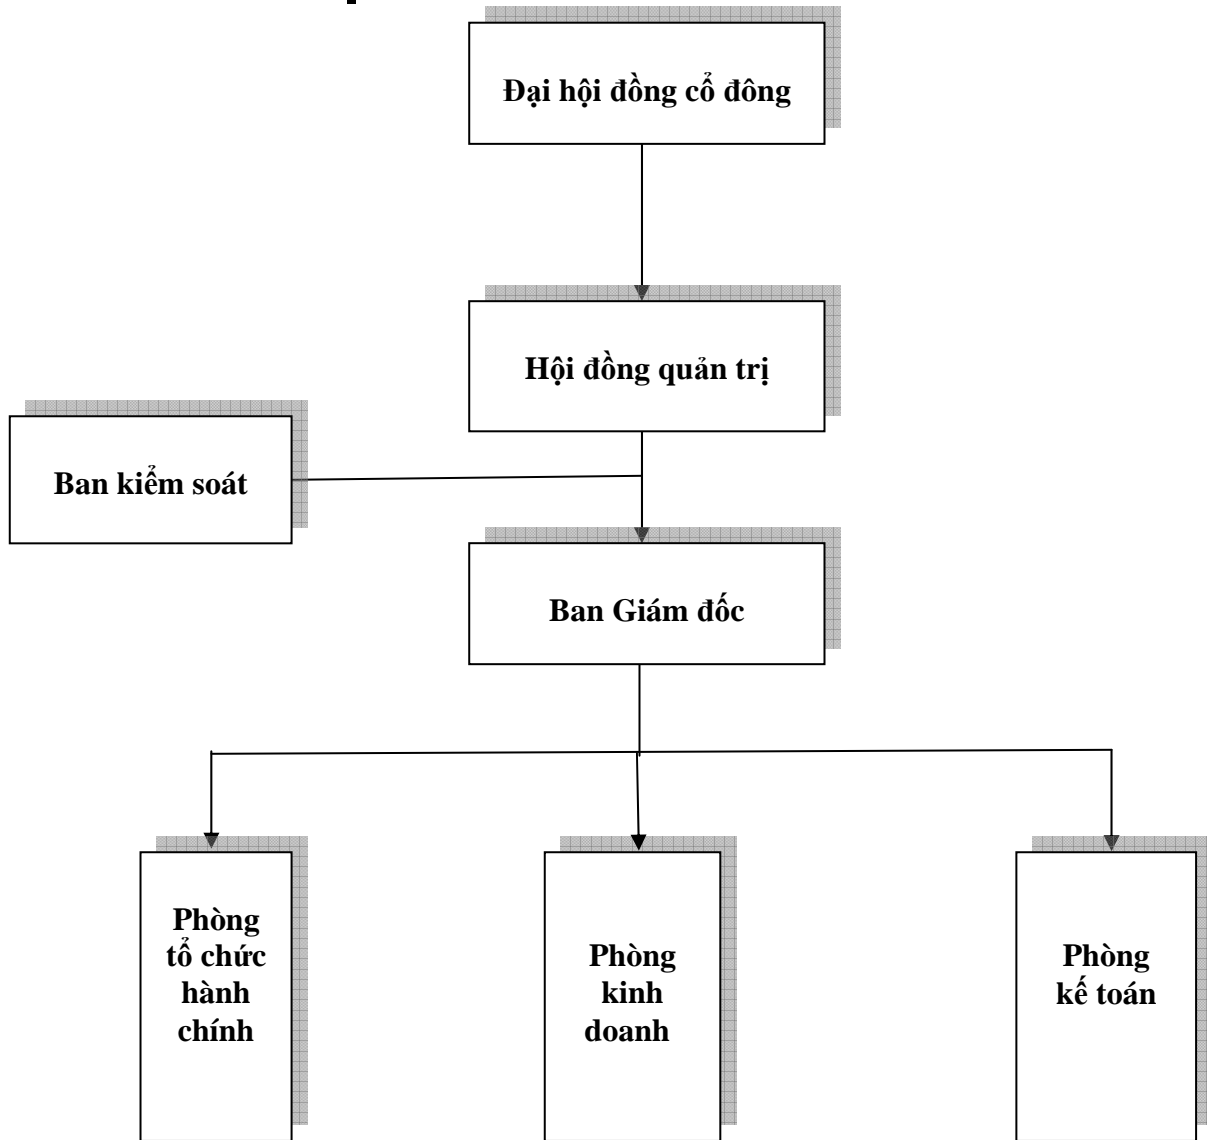 Đại hội đồng cổ đông
Hội đồng quản trị
Ban kiểm soát
Ban Giám đốc
Phòng
tổ chức
hành
chính
Phòng
kinh
doanh
Phòng
kế toán